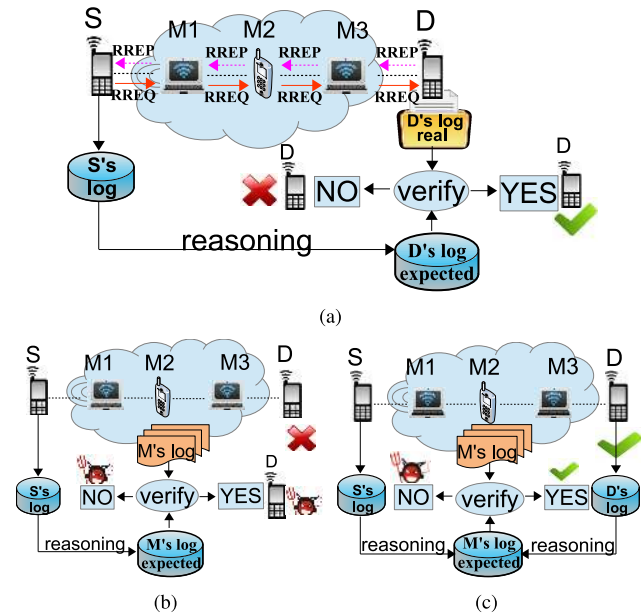 S
M1
M2
M3
D
RREP
RREP
RREP
RREP
RREQ
RREQ
RREQ
RREQ
D's log
real
S's
log
D
NO
verify
YES
D
reasoning
D's log
expected
(a)
S
M1
M2
M3
D
M's log
S's
log
NO
verify
YES
D
reasoning
M's log
expected
(b)
S
M1
M2
M3
D
M's log
S's
log
NO
verify
YES
D's
log
reasoning
M's log
expected
reasoning
(c)